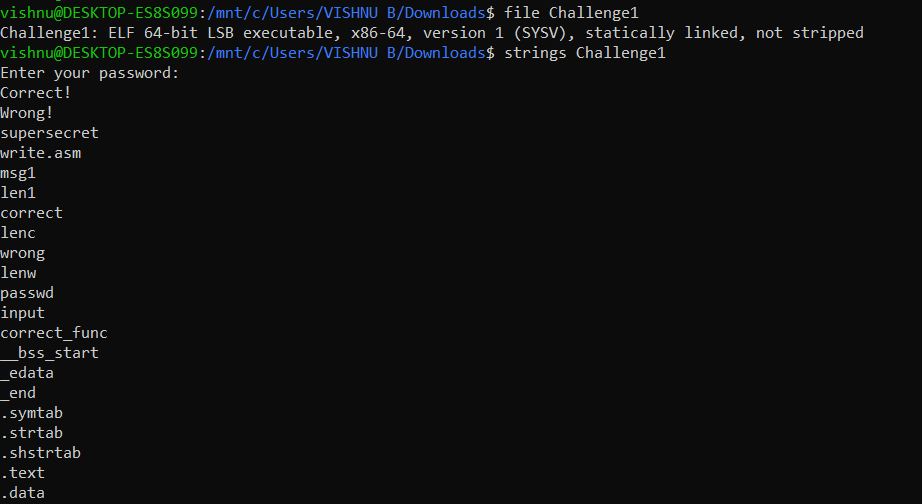 vishnu@DESKTOP-ES8S099:/mnt/c/Users/VISHNU B/Downloads$ file Challenge1
Challenge1: ELF 64-bit LSB executable, x86-64, version 1 (SYSV), statically linked, not stripped
vishnu@DESKTOP-ES8S099:/mnt/c/Users/VISHNU B/Downloads$ strings Challenge1
Enter your password:
Correct!
Wrong!
supersecret
write.asm
msg1
len1
correct
lenc
wrong
lenw
passwd
input
correct_func
__bss_start
_edata
_end
.symtab
.strtab
.shstrtab
.text
.data